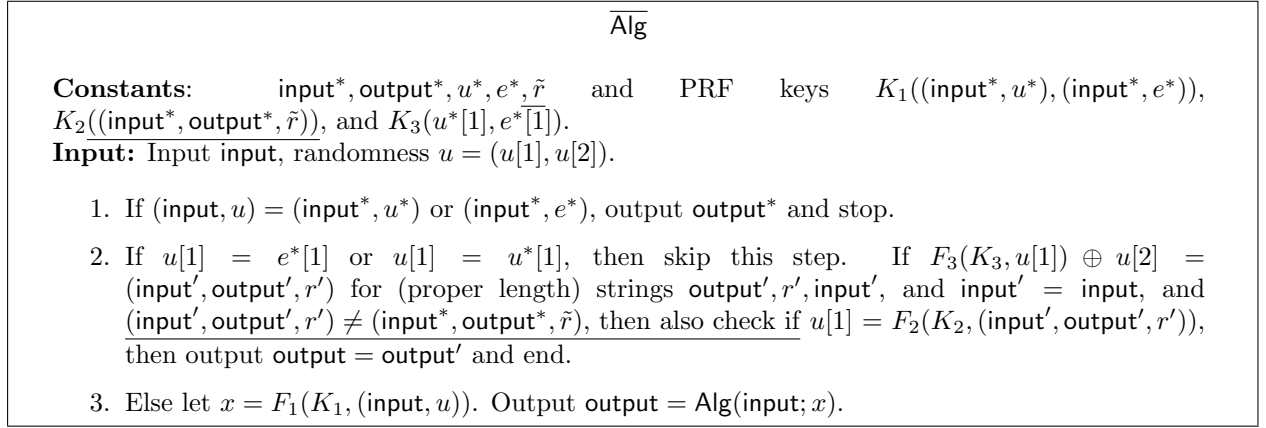 Alg
Constants: input*, output*, u*, e*, r̃ and PRF keys K₁((input*, u*), (input*, e*)),
K₂((input*, output*, r̃)), and K₃(u*[1], e*[1]).
Input: Input input, randomness u = (u[1], u[2]).
1. If (input, u) = (input*, u*) or (input*, e*), output output* and stop.
2. If u[1] = e*[1] or u[1] = u*[1], then skip this step. If F₃(K₃, u[1]) ⊕ u[2] =
(input′, output′, r′) for (proper length) strings output′, r′, input′, and input′ = input, and
(input′, output′, r′) ≠ (input*, output*, r̃), then also check if u[1] = F₂(K₂, (input′, output′, r′)),
then output output = output′ and end.
3. Else let x = F₁(K₁, (input, u)). Output output = Alg(input; x).